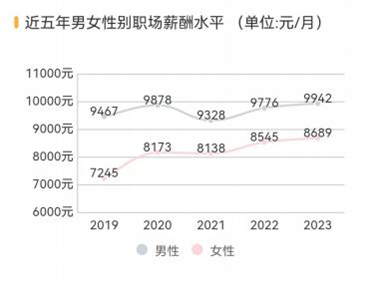 近五年男女性别职场薪酬水平 （单位:元/月）
11000元
10000元
9000元
8000元
7000元
6000元
9467 9878 9328 9776 9942
7245 8173 8138 8545 8689
2019 2020 2021 2022 2023
男性 女性